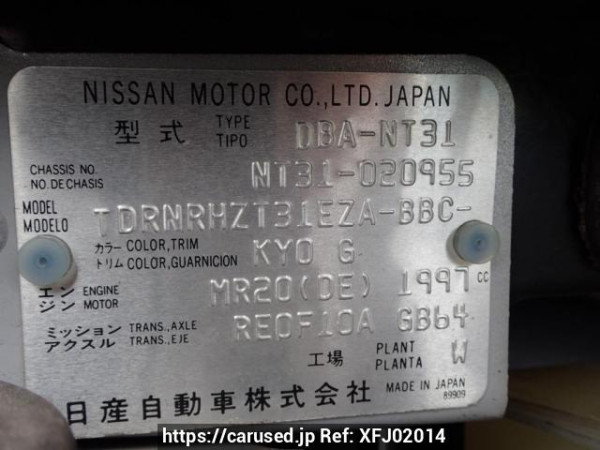 NISSAN MOTOR CO.,LTD. JAPAN
型式 TYPE TIPO DBA-NT31
CHASSIS NO. NO. DE CHASIS NT31-020955
MODEL MODELO TDRNRHZT31EZA-BBC-
カラー COLOR, TRIM KYO G
トリム COLOR, GUARNICION
エンジン ENGINE MOTOR MR20(DE) 1997 cc
ミッション TRANS., AXLE RE0F10A GB64
アクスル TRANS., EJE
工場 PLANT PLANTA W
日産自動車株式会社 MADE IN JAPAN
89909
https://carused.jp Ref: XFJ02014